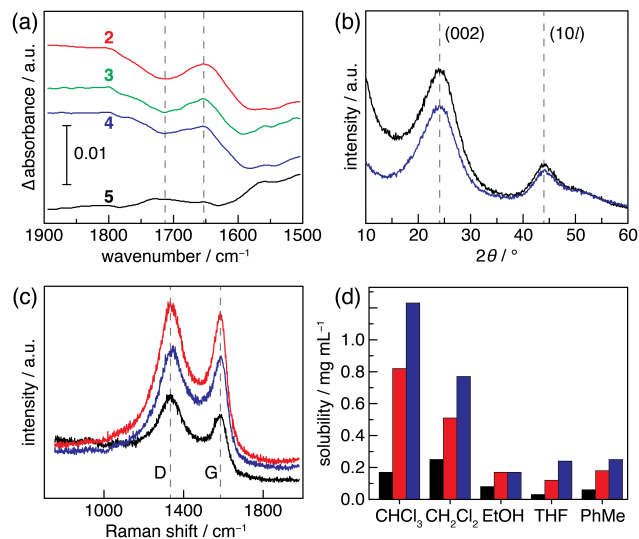 (a)
2
3
4
5
0.01
Δabsorbance / a.u.
1900 1800 1700 1600 1500
wavenumber / cm⁻¹
(b)
(002)
(10l)
intensity / a.u.
10 20 30 40 50 60
2θ / °
(c)
intensity / a.u.
D
G
1000 1400 1800
Raman shift / cm⁻¹
(d)
solubility / mg mL⁻¹
1.2
1.0
0.8
0.4
0.2
0.0
CHCl₃ CH₂Cl₂ EtOH THF PhMe